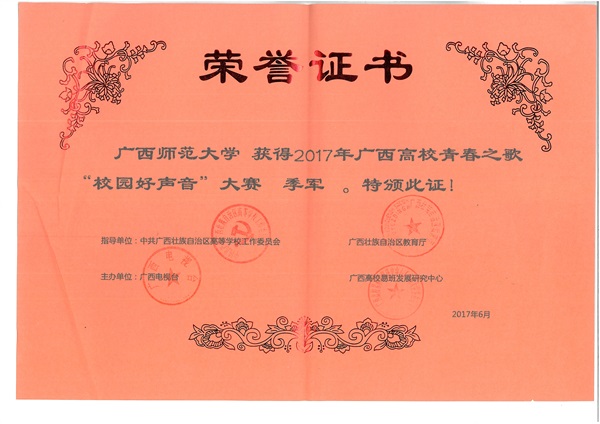 荣誉证书
广西师范大学 获得2017年广西高校青春之歌
“校园好声音”大赛 季军 。特颁此证！
指导单位：中共广西壮族自治区高等学校工作委员会 广西壮族自治区教育厅
主办单位：广西电视台 广西高校易班发展研究中心
2017年6月